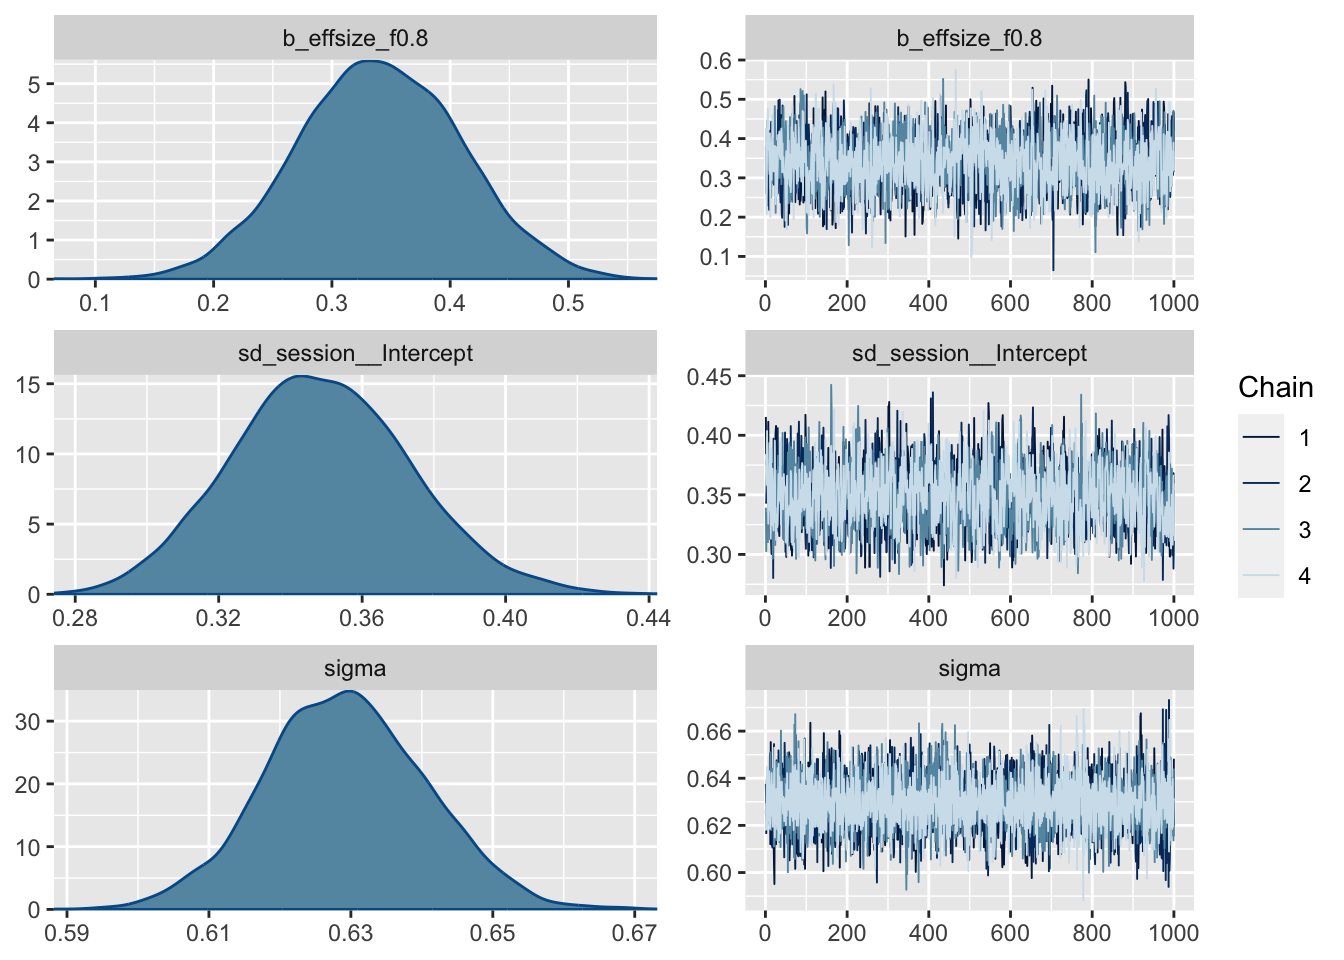 b_effsize_f0.8
b_effsize_f0.8
5
4
3
2
1
0
0.1 0.2 0.3 0.4 0.5
0.6
0.5
0.4
0.3
0.2
0.1
0 200 400 600 800 1000
sd_session__Intercept
sd_session__Intercept
15
10
5
0
0.28 0.32 0.36 0.40 0.44
0.45
0.40
0.35
0.30
0 200 400 600 800 1000
Chain
1
2
3
4
sigma
sigma
30
20
10
0
0.59 0.61 0.63 0.65 0.67
0.66
0.64
0.62
0.60
0 200 400 600 800 1000